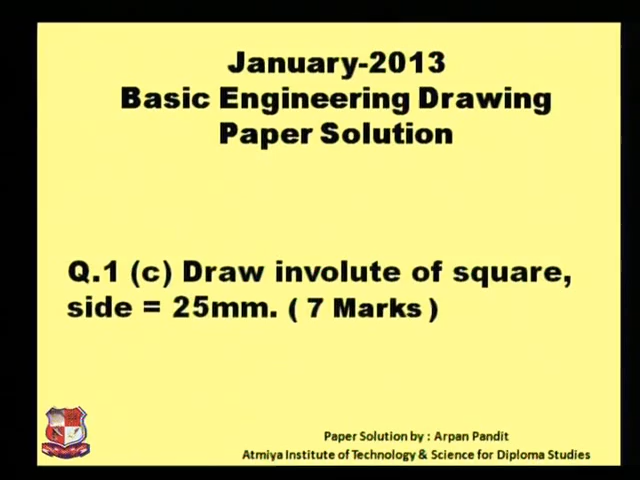 January-2013
Basic Engineering Drawing
Paper Solution
Q.1 (c) Draw involute of square,
side = 25mm. ( 7 Marks )
Paper Solution by : Arpan Pandit
Atmiya Institute of Technology & Science for Diploma Studies